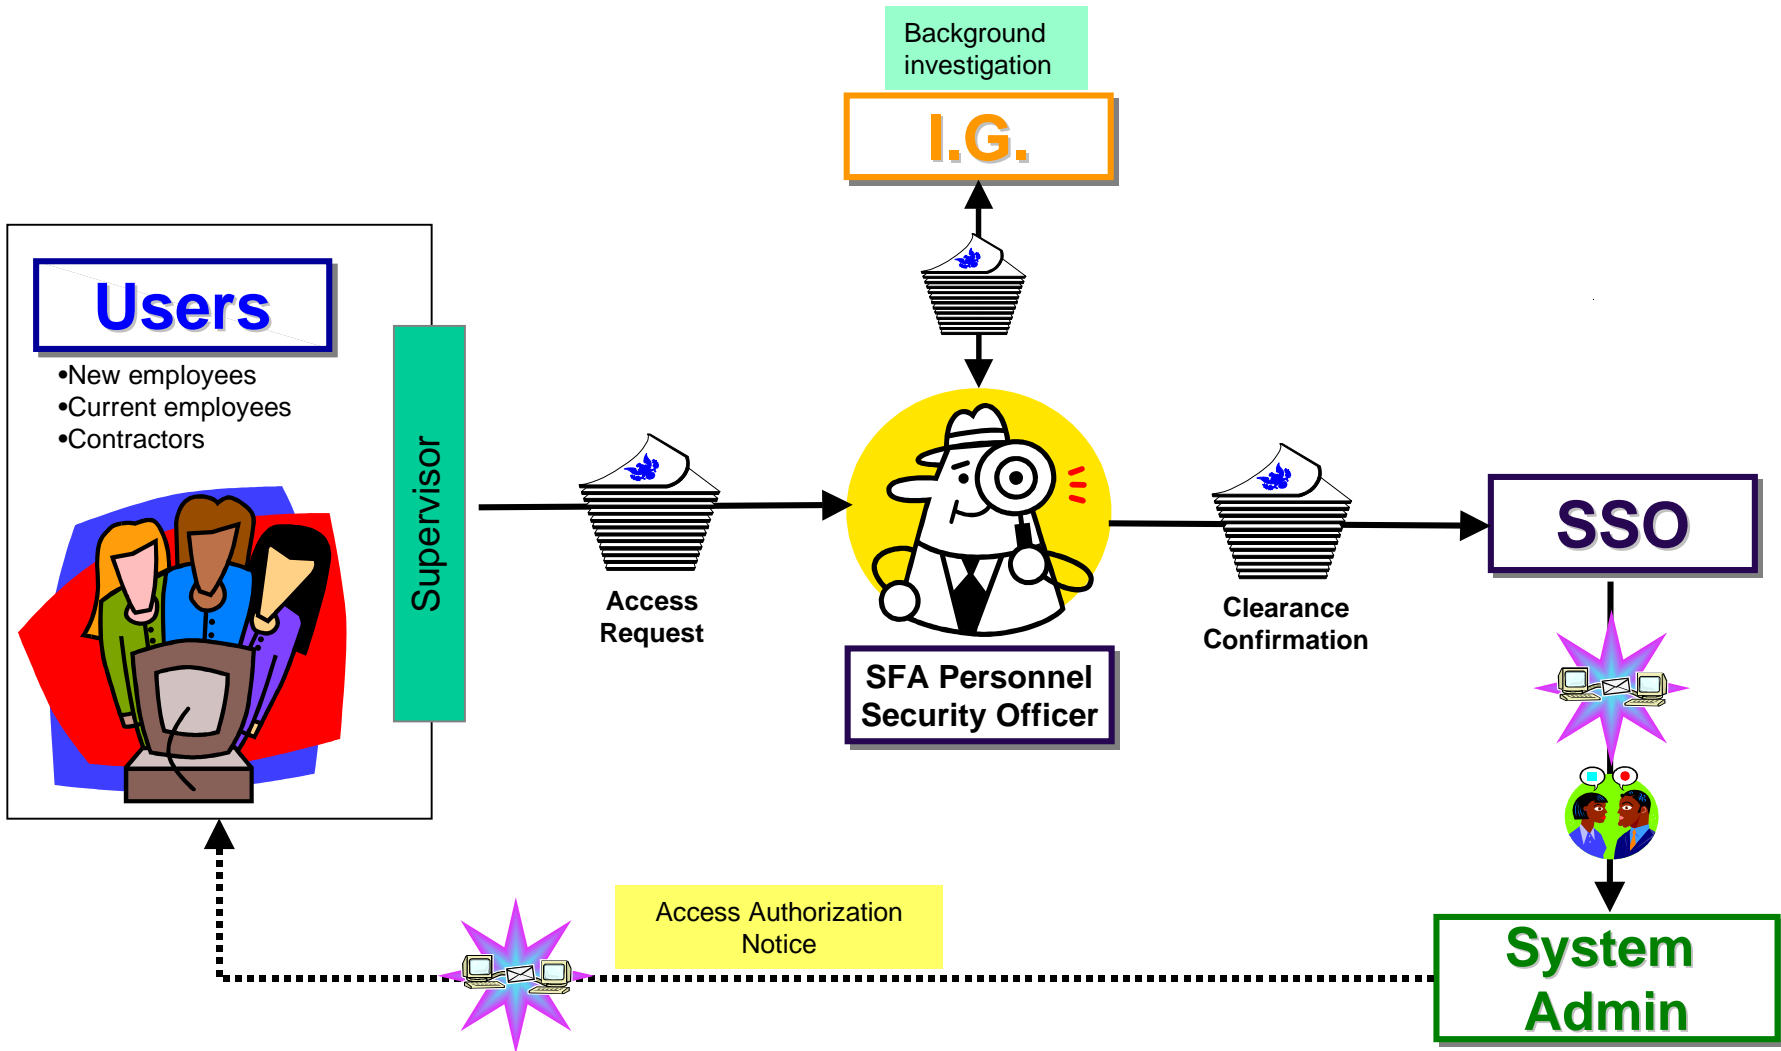 Background
investigation
I.G.
Users
•New employees
•Current employees
•Contractors
Supervisor
Access
Request
SFA Personnel
Security Officer
Clearance
Confirmation
SSO
Access Authorization
Notice
System
Admin